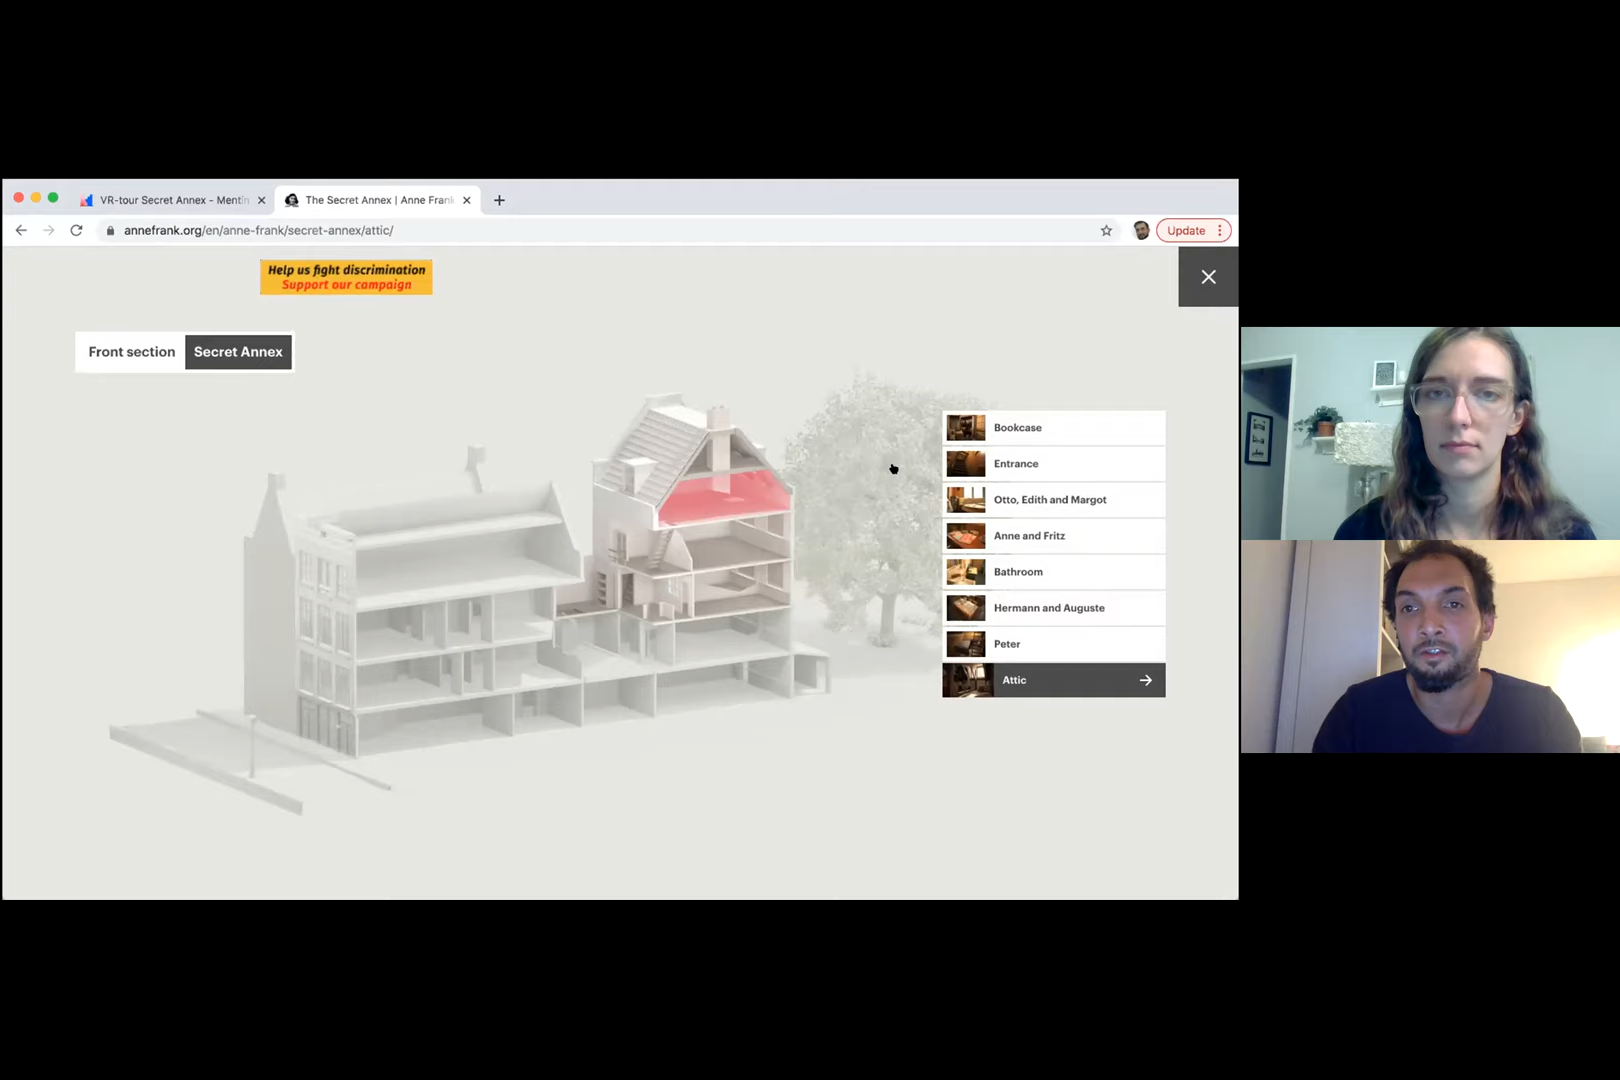 VR-tour Secret Annex - Mentin
The Secret Annex | Anne Frank
annefrank.org/en/anne-frank/secret-annex/attic/
Update
Help us fight discrimination
Support our campaign
Front section
Secret Annex
Bookcase
Entrance
Otto, Edith and Margot
Anne and Fritz
Bathroom
Hermann and Auguste
Peter
Attic